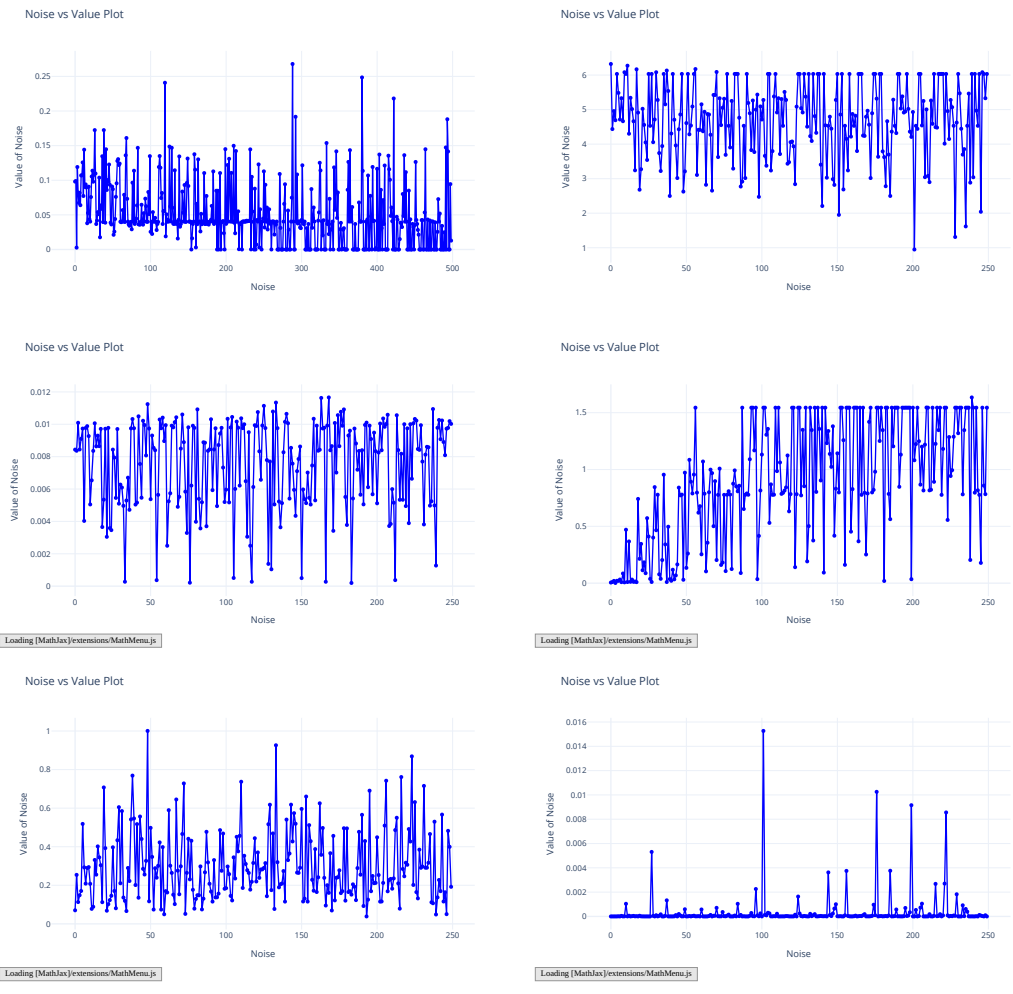 Noise vs Value Plot
0.25
0.2
0.15
0.1
0.05
0
Value of Noise
0 100 200 300 400 500
Noise
Noise vs Value Plot
6
5
4
3
2
1
Value of Noise
0 50 100 150 200 250
Noise
Noise vs Value Plot
0.012
0.01
0.008
0.006
0.004
0.002
0
Value of Noise
0 50 100 150 200 250
Noise
Loading [MathJax]/extensions/MathMenu.js
Noise vs Value Plot
1.5
1
0.5
0
Value of Noise
0 50 100 150 200 250
Noise
Loading [MathJax]/extensions/MathMenu.js
Noise vs Value Plot
1
0.8
0.6
0.4
0.2
0
Value of Noise
0 50 100 150 200 250
Noise
Loading [MathJax]/extensions/MathMenu.js
Noise vs Value Plot
0.016
0.014
0.012
0.01
0.008
0.006
0.004
0.002
0
Value of Noise
0 50 100 150 200 250
Noise
Loading [MathJax]/extensions/MathMenu.js